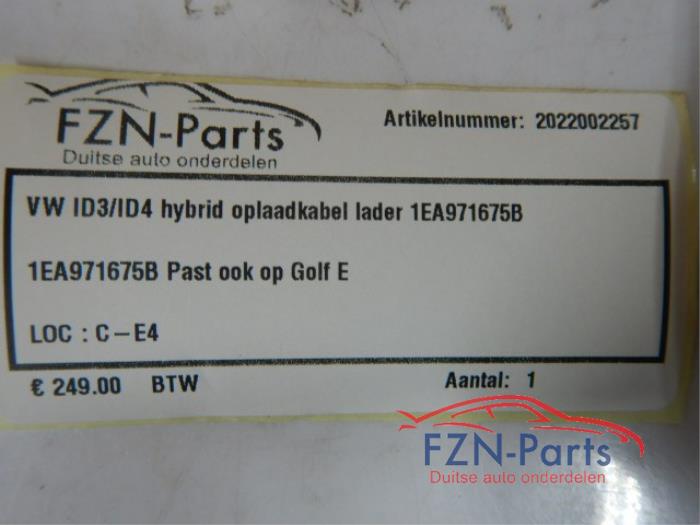 FZN-Parts
Duitse auto onderdelen
Artikelnummer: 2022002257
VW ID3/ID4 hybrid oplaadkabel lader 1EA971675B
1EA971675B Past ook op Golf E
LOC : C-E4
€ 249.00 BTW
Aantal: 1
FZN-Parts
Duitse auto onderdelen